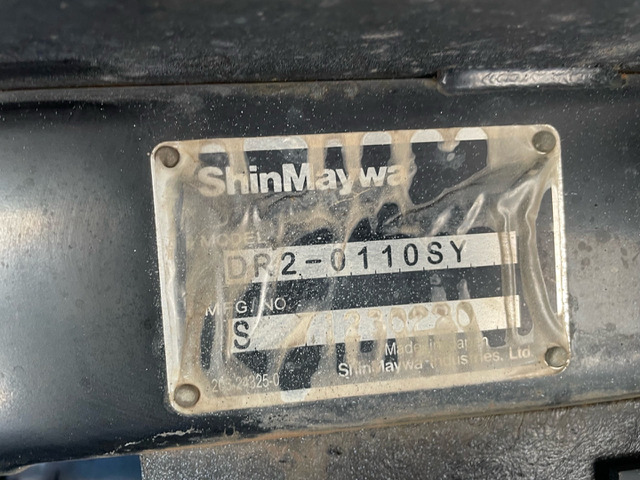 ShinMaywa
MODEL
DR2-0110SY
MFG. NO.
S
Made in Japan
ShinMaywa Industries. Ltd.